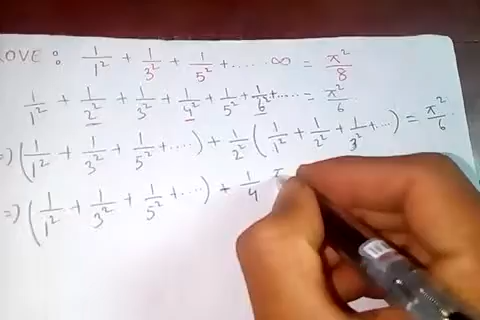 ROVE : 1/1² + 1/3² + 1/5² + ..... ∞ = π²/8
1/1² + 1/2² + 1/3² + 1/4² + 1/5² + 1/6² + ..... = π²/6
=) (1/1² + 1/3² + 1/5² + ....) + 1/2² (1/1² + 1/2² + 1/3² + ...) = π²/6
=) (1/1² + 1/3² + 1/5² + ....) + 1/4